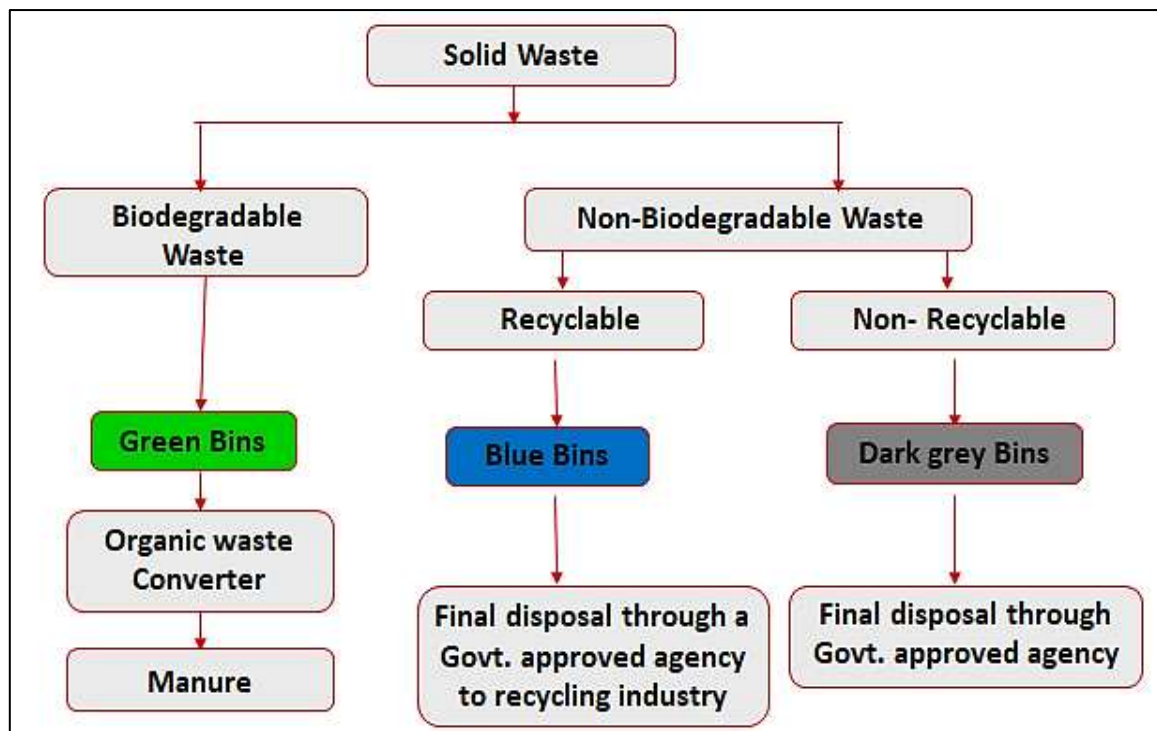 Solid Waste
Biodegradable
Waste
Non-Biodegradable Waste
Recyclable
Non- Recyclable
Green Bins
Blue Bins
Dark grey Bins
Organic waste
Converter
Final disposal through a
Govt. approved agency
to recycling industry
Final disposal through
Govt. approved agency
Manure